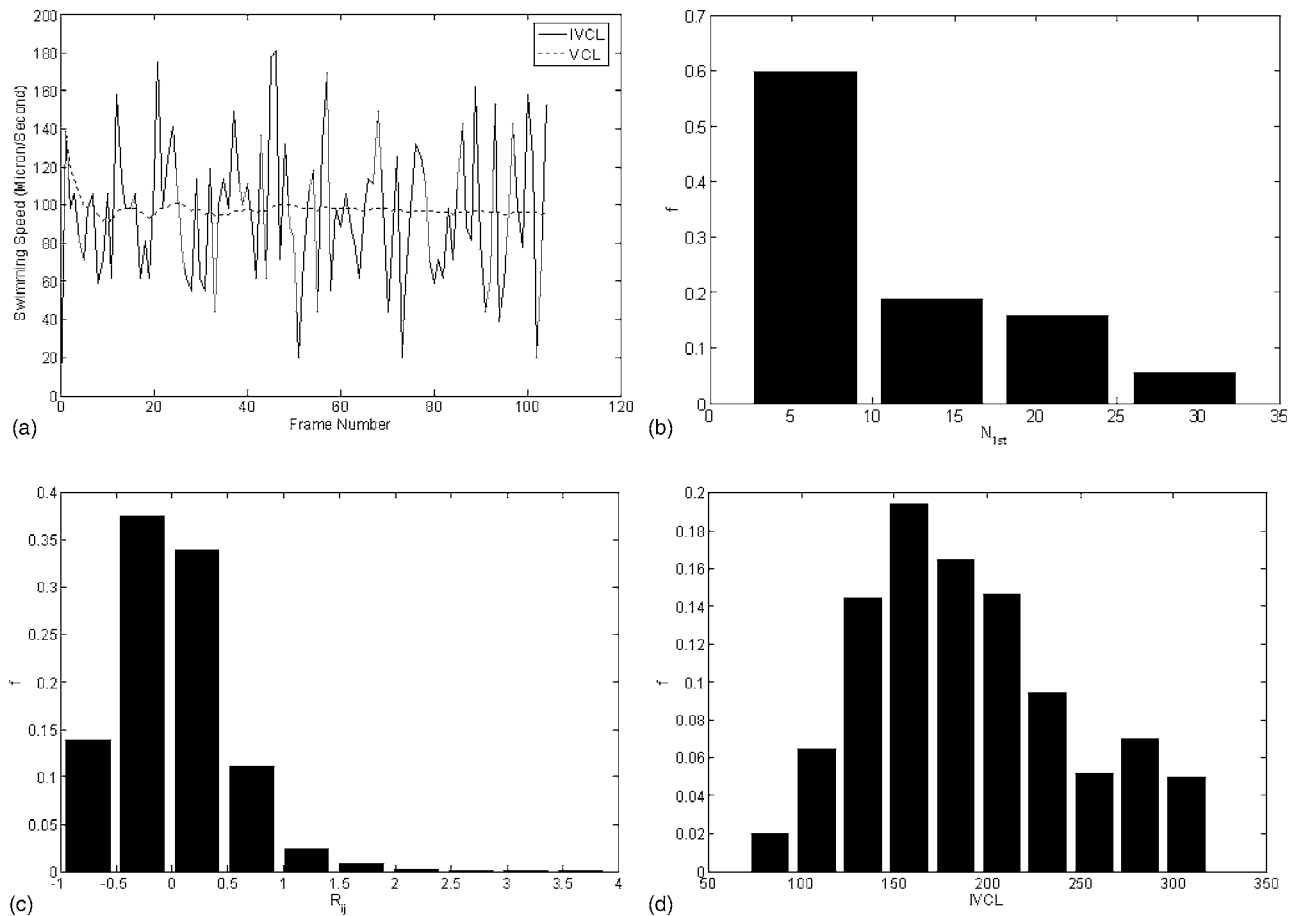 200
180
160
140
120
100
80
60
40
20
0
Swimming Speed (Micron/Second)
IVCL
VCL
0 20 40 60 80 100 120
Frame Number
(a)
0.7
0.6
0.5
0.4
0.3
0.2
0.1
0
f
0 5 10 15 20 25 30 35
N1st
(b)
0.4
0.35
0.3
0.25
0.2
0.15
0.1
0.05
0
f
-1 -0.5 0 0.5 1 1.5 2 2.5 3 3.5 4
Rij
(c)
0.2
0.18
0.16
0.14
0.12
0.1
0.08
0.06
0.04
0.02
0
f
50 100 150 200 250 300 350
IVCL
(d)